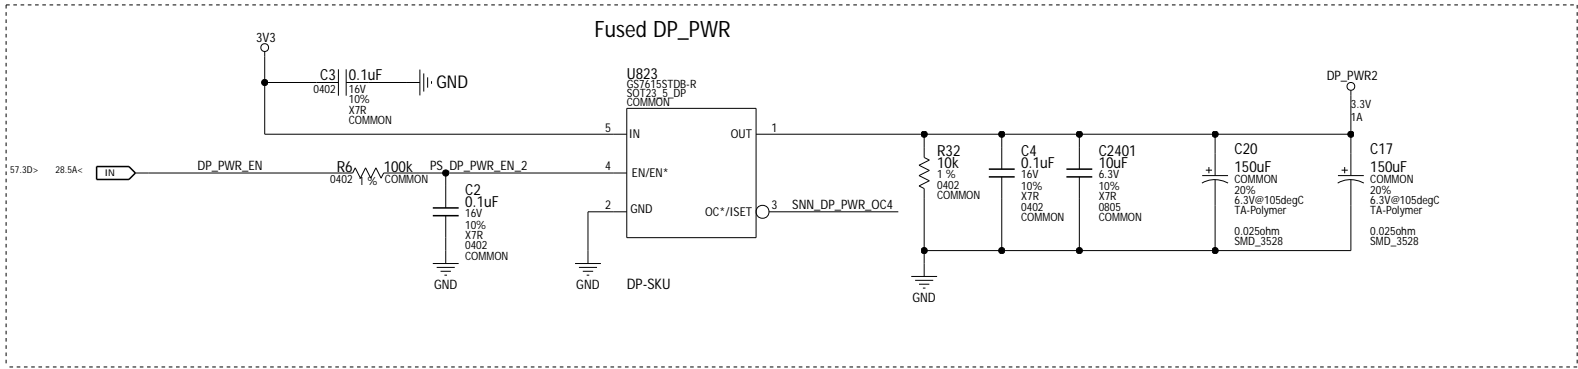 Fused DP_PWR
3V3
C3 0.1uF
0402 16V
10%
X7R
COMMON
GND
U823
GS7615STDB-R
SOT23_5_DP
COMMON
5 IN
OUT 1
4 EN/EN*
2 GND
OC*/ISET 3
SNN_DP_PWR_OC4
57.3D> 28.5A< IN
DP_PWR_EN
R6 100k
0402 1 % COMMON
PS_DP_PWR_EN_2
C2
0.1uF
16V
10%
X7R
0402
COMMON
GND
GND
DP-SKU
R32
10k
1 %
0402
COMMON
GND
C4
0.1uF
16V
10%
X7R
0402
COMMON
C2401
10uF
6.3V
10%
X7R
0805
COMMON
C20
150uF
COMMON
20%
6.3V@105degC
TA-Polymer
0.025ohm
SMD_3528
DP_PWR2
3.3V
1A
C17
150uF
COMMON
20%
6.3V@105degC
TA-Polymer
0.025ohm
SMD_3528